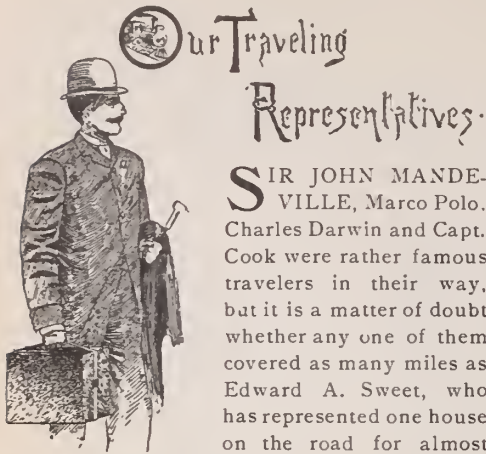 Our Traveling
Representatives.
SIR JOHN MANDE-
VILLE, Marco Polo,
Charles Darwin and Capt.
Cook were rather famous
travelers in their way,
but it is a matter of doubt
whether any one of them
covered as many miles as
Edward A. Sweet, who
has represented one house
on the road for almost